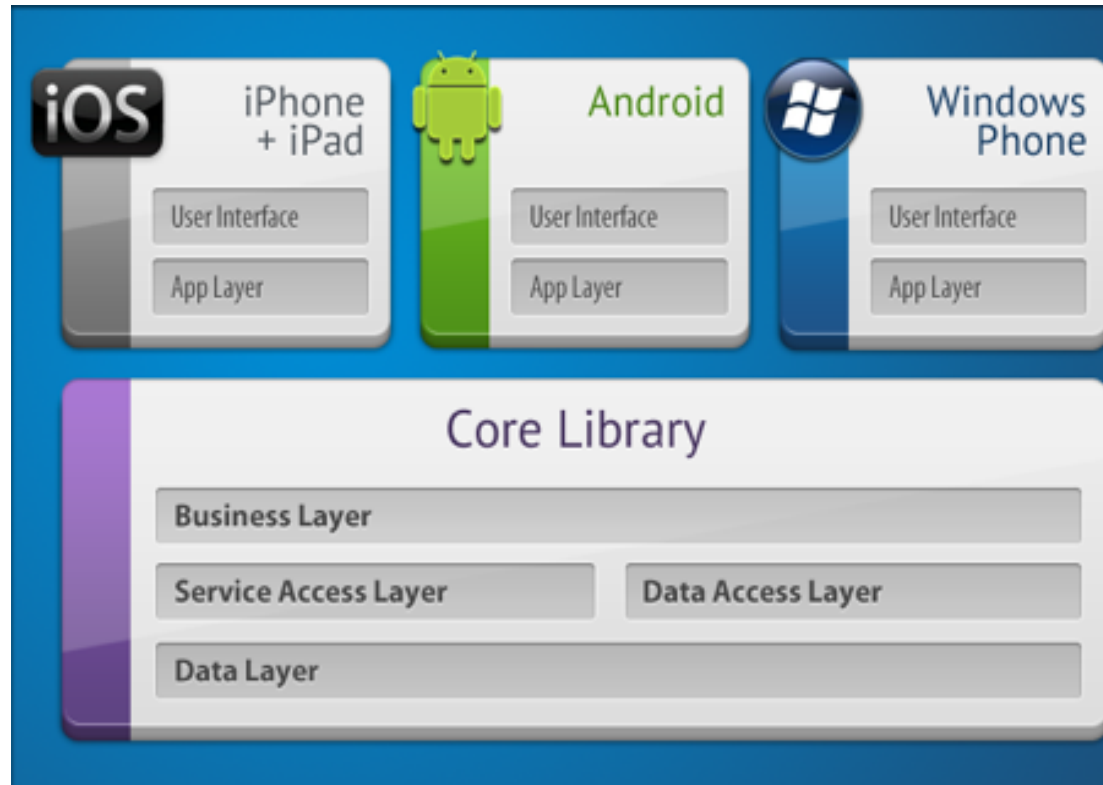 iOS
iPhone
+ iPad
User Interface
App Layer
Android
User Interface
App Layer
Windows
Phone
User Interface
App Layer
Core Library
Business Layer
Service Access Layer
Data Access Layer
Data Layer